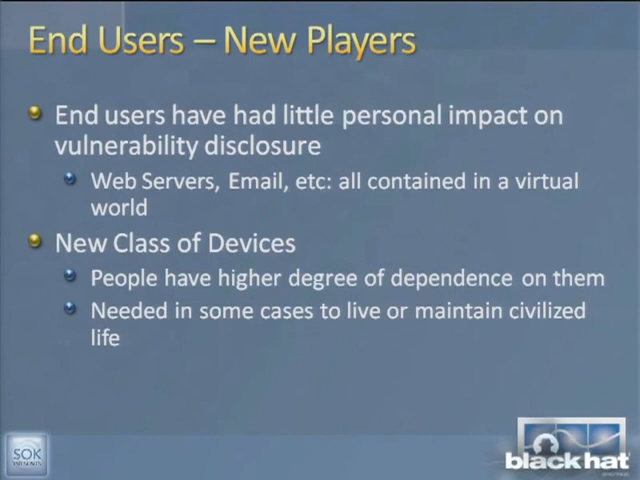 End Users – New Players
End users have had little personal impact on
vulnerability disclosure
Web Servers, Email, etc: all contained in a virtual
world
New Class of Devices
People have higher degree of dependence on them
Needed in some cases to live or maintain civilized
life
SOK
PRESENTS
black hat